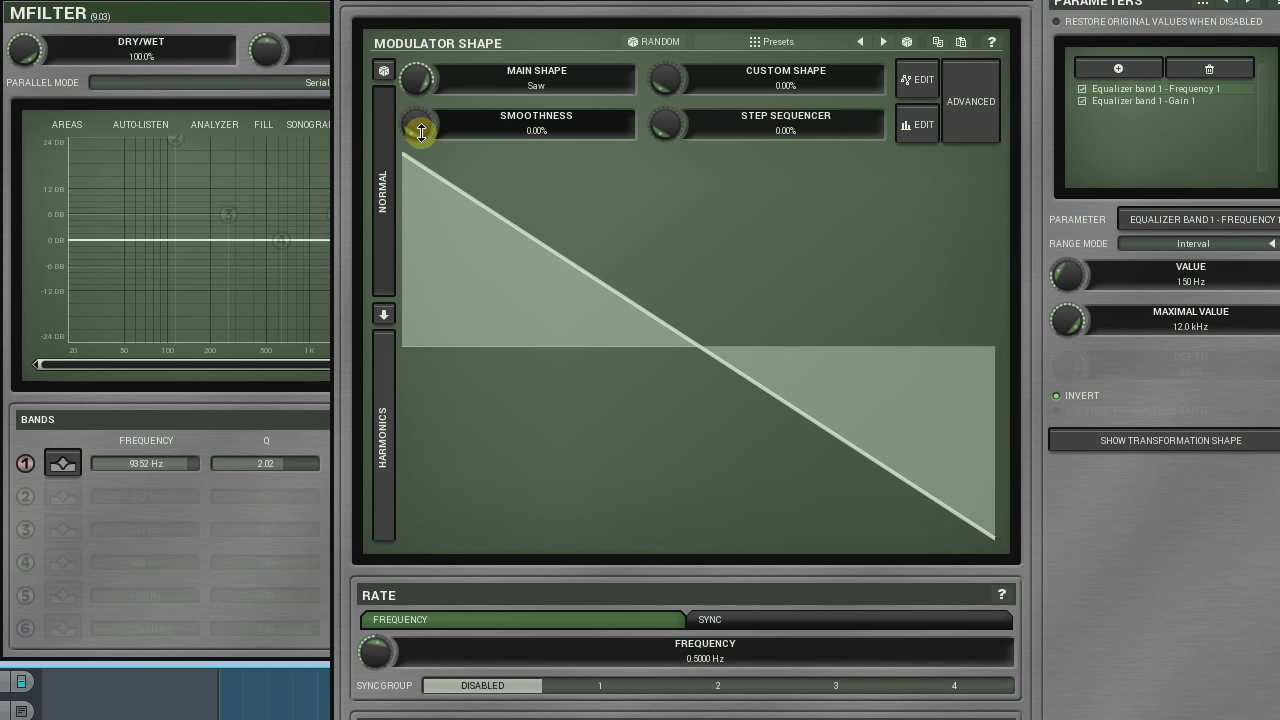 MFILTER (9.03)
DRY/WET
100.0%
PARALLEL MODE
Serial
AREAS AUTO-LISTEN ANALYZER FILL SONOGRA
24 DB
12 DB
6 DB
0 DB
-6 DB
-12 DB
-24 DB
20 50 100 200 500 1K
2
3
4
BANDS
FREQUENCY Q
1 9352 Hz 2.02
2
3
4
5
6
MODULATOR SHAPE
RANDOM
Presets
?
MAIN SHAPE
Saw
CUSTOM SHAPE
0.00%
EDIT
ADVANCED
SMOOTHNESS
0.00%
STEP SEQUENCER
0.00%
EDIT
NORMAL
HARMONICS
RATE
?
FREQUENCY
SYNC
FREQUENCY
0.5000 Hz
SYNC GROUP DISABLED 1 2 3 4
PARAMETERS
RESTORE ORIGINAL VALUES WHEN DISABLED
Equalizer band 1 - Frequency 1
Equalizer band 1 - Gain 1
PARAMETER EQUALIZER BAND 1 - FREQUENCY 1
RANGE MODE Interval
VALUE
150 Hz
MAXIMAL VALUE
12.0 kHz
DEPTH
INVERT
SHOW TRANSFORMATION SHAPE